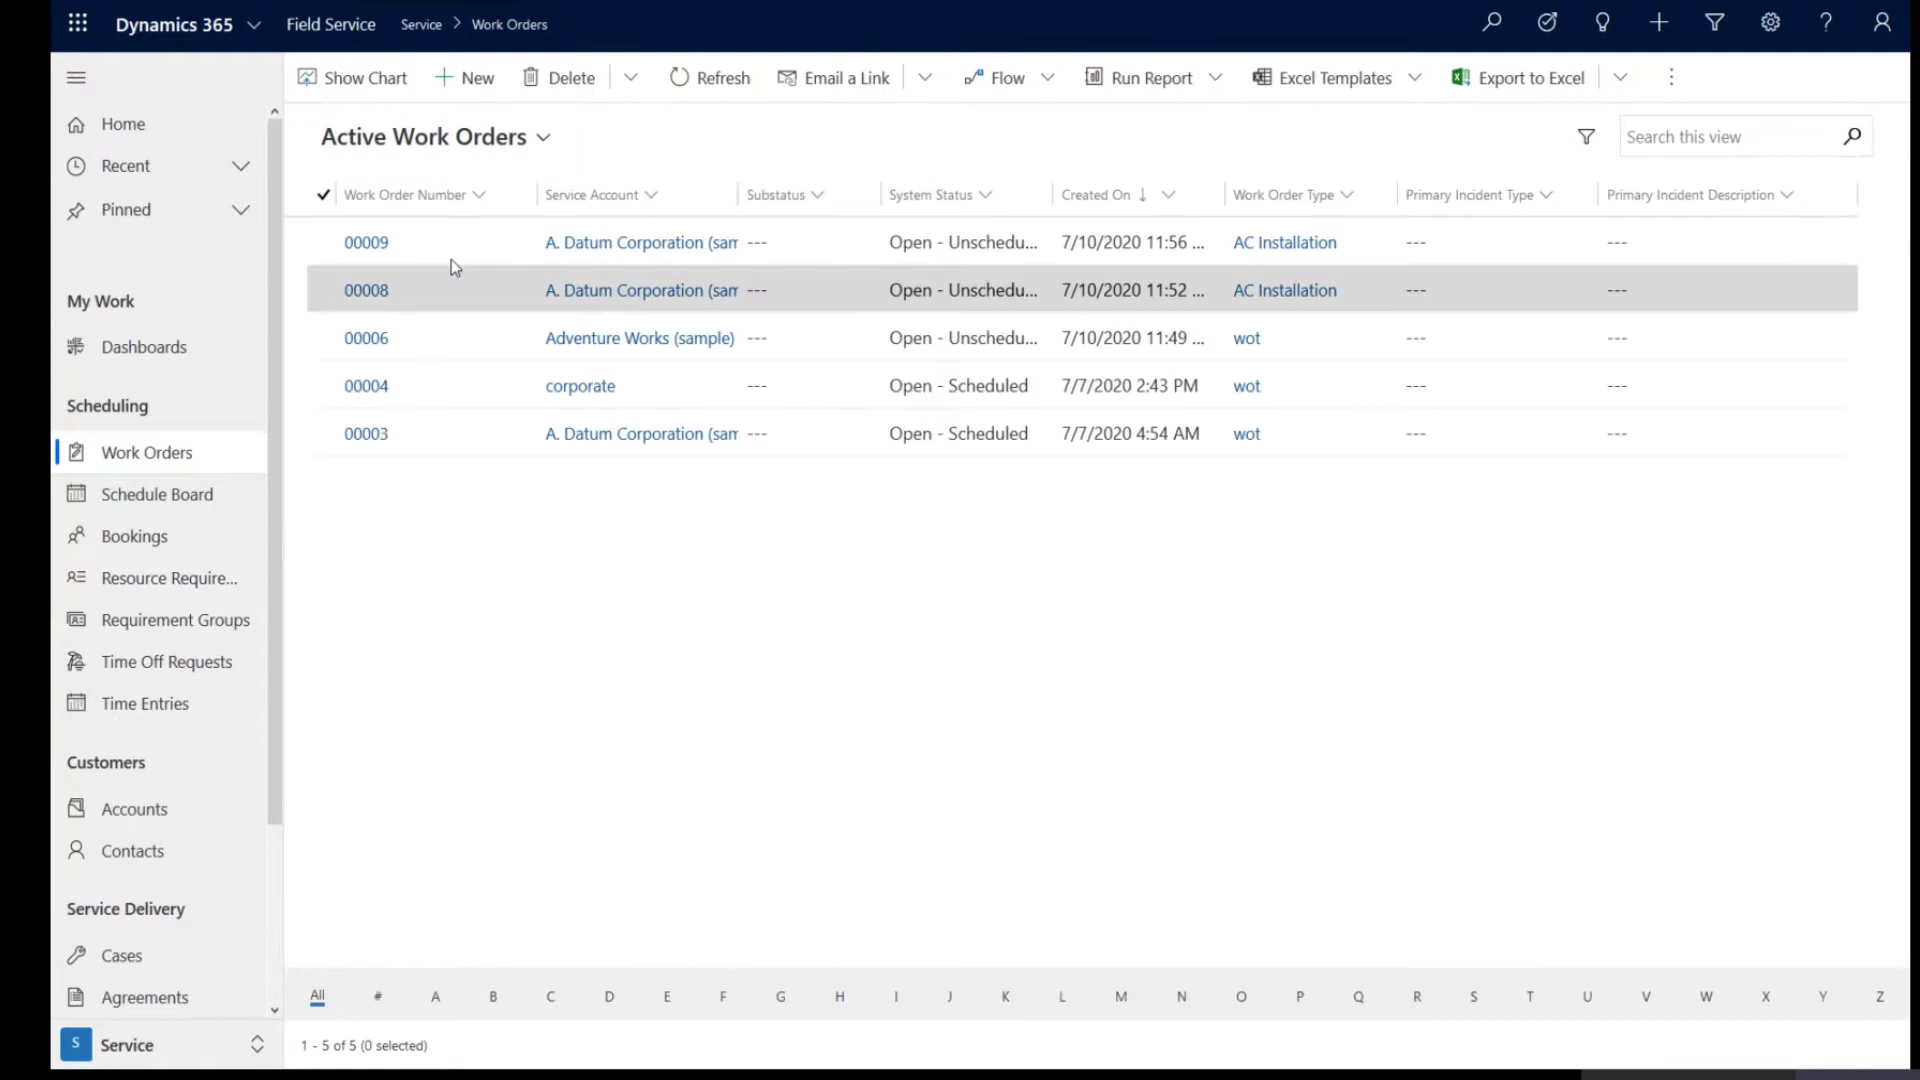 Dynamics 365 Field Service Service > Work Orders
Show Chart New Delete Refresh Email a Link Flow Run Report Excel Templates Export to Excel
Home
Recent
Pinned
My Work
Dashboards
Scheduling
Work Orders
Schedule Board
Bookings
Resource Require...
Requirement Groups
Time Off Requests
Time Entries
Customers
Accounts
Contacts
Service Delivery
Cases
Agreements
S Service
Active Work Orders
Search this view
Work Order Number Service Account Substatus System Status Created On ↓ Work Order Type Primary Incident Type Primary Incident Description
00009 A. Datum Corporation (sam --- Open - Unschedu... 7/10/2020 11:56 ... AC Installation --- ---
00008 A. Datum Corporation (sam --- Open - Unschedu... 7/10/2020 11:52 ... AC Installation --- ---
00006 Adventure Works (sample) --- Open - Unschedu... 7/10/2020 11:49 ... wot --- ---
00004 corporate --- Open - Scheduled 7/7/2020 2:43 PM wot --- ---
00003 A. Datum Corporation (sam --- Open - Scheduled 7/7/2020 4:54 AM wot --- ---
All # A B C D E F G H I J K L M N O P Q R S T U V W X Y Z
1 - 5 of 5 (0 selected)